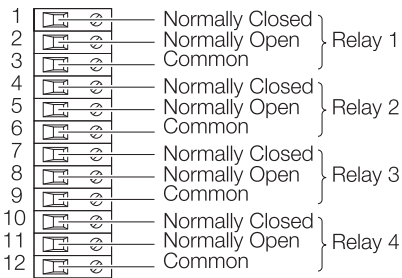 1 Normally Closed
2 Normally Open Relay 1
3 Common
4 Normally Closed
5 Normally Open Relay 2
6 Common
7 Normally Closed
8 Normally Open Relay 3
9 Common
10 Normally Closed
11 Normally Open Relay 4
12 Common